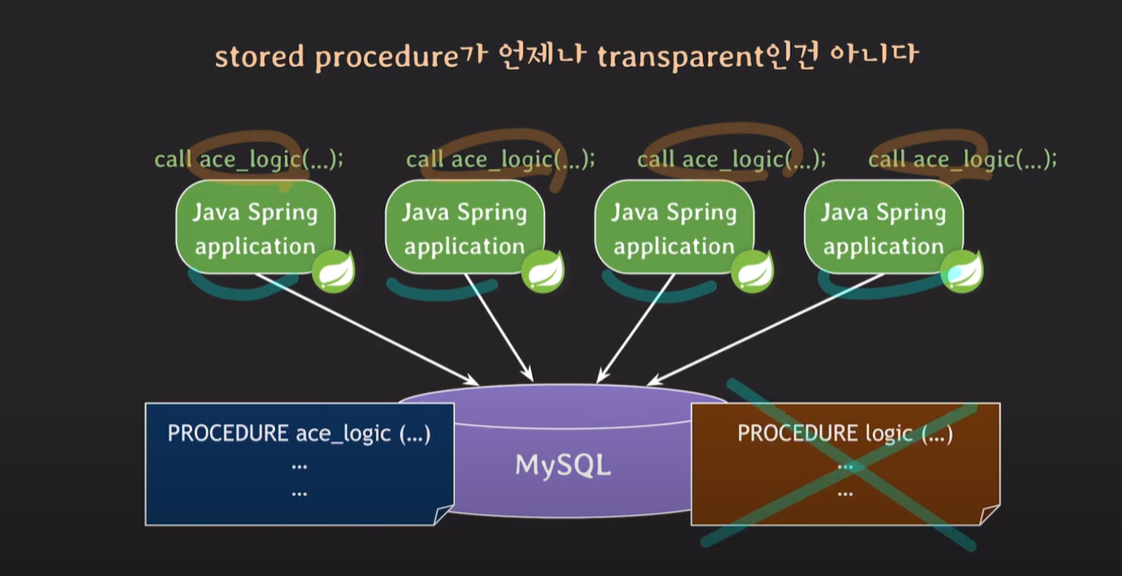 stored procedure가 언제나 transparent인건 아니다
call ace_logic(...); call ace_logic(...); call ace_logic(...); call ace_logic(...);
Java Spring
application
Java Spring
application
Java Spring
application
Java Spring
application
PROCEDURE ace_logic (...)
...
...
MySQL
PROCEDURE logic (...)
...
...